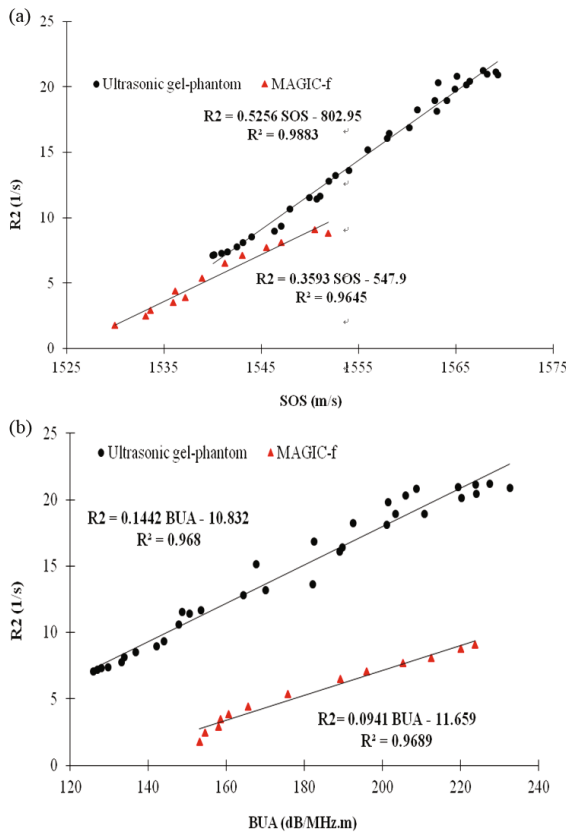 (a)
25
Ultrasonic gel-phantom MAGIC-f
R2 = 0.5256 SOS - 802.95
R² = 0.9883
20
15
R2 (1/s)
10
R2 = 0.3593 SOS - 547.9
R² = 0.9645
5
0
1525 1535 1545 1555 1565 1575
SOS (m/s)
(b)
25
Ultrasonic gel-phantom MAGIC-f
20
R2 = 0.1442 BUA - 10.832
R² = 0.968
15
R2 (1/s)
10
5
R2= 0.0941 BUA - 11.659
R² = 0.9689
0
120 140 160 180 200 220 240
BUA (dB/MHz.m)